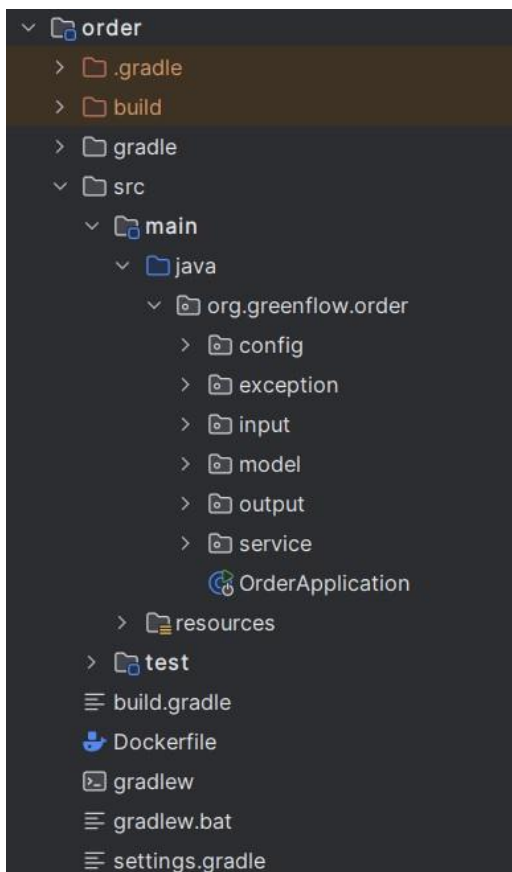 order
.gradle
build
gradle
src
main
java
org.greenflow.order
config
exception
input
model
output
service
OrderApplication
resources
test
build.gradle
Dockerfile
gradlew
gradlew.bat
settings.gradle